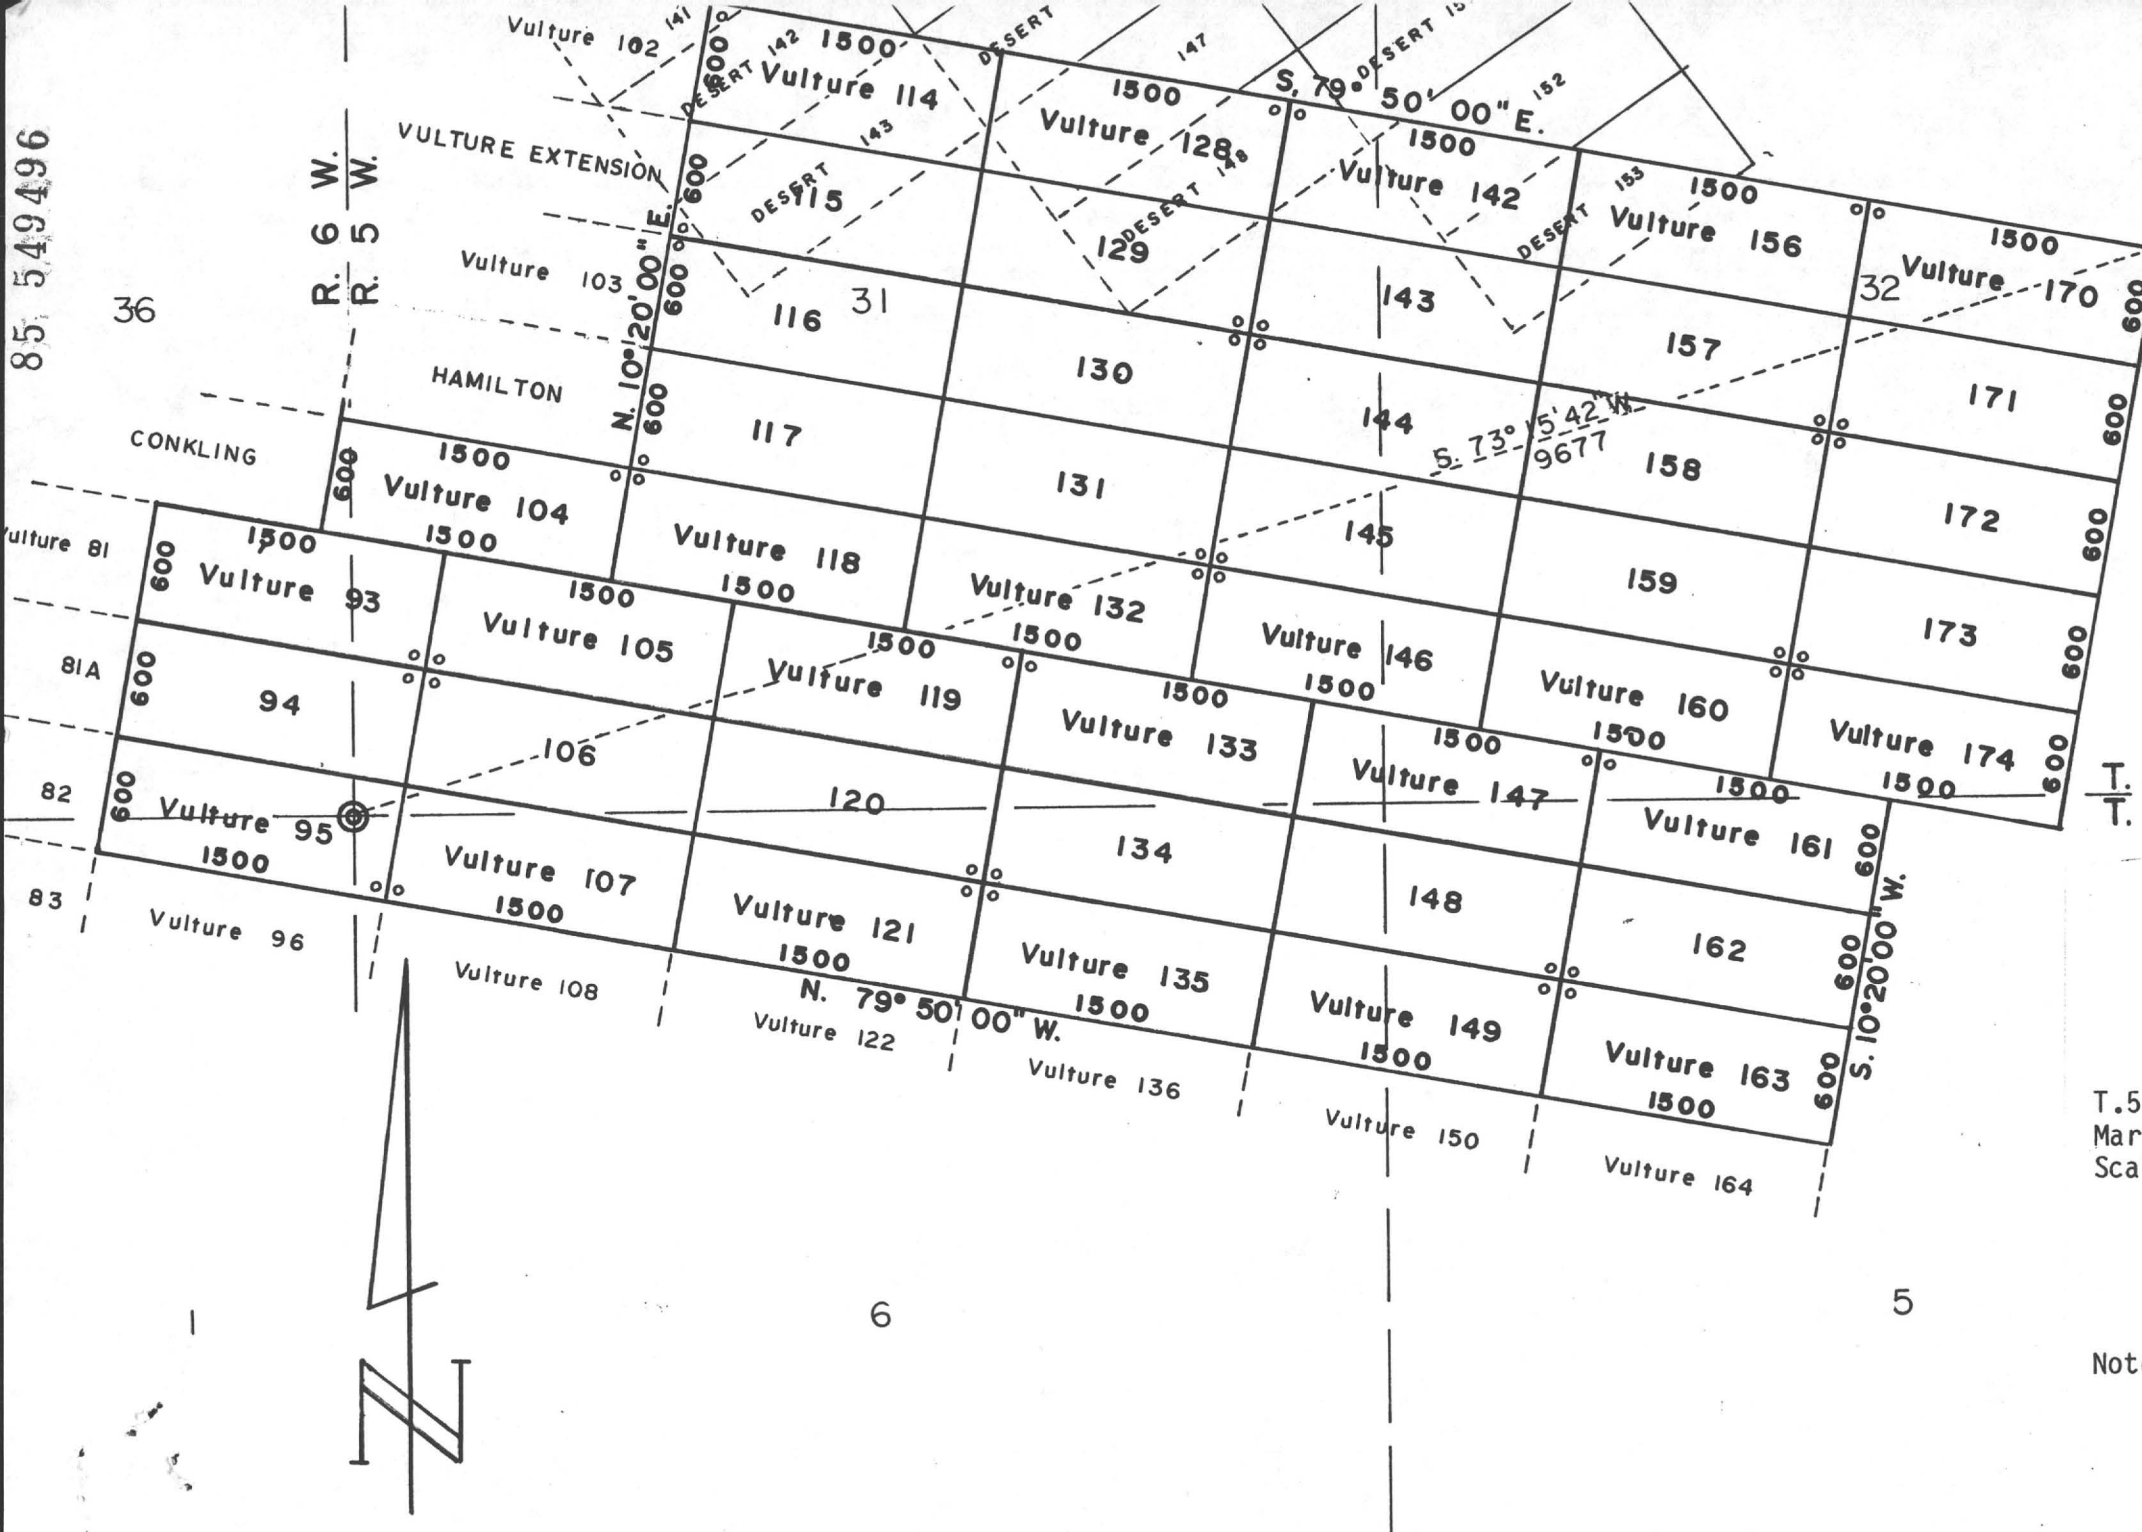 85 549496
36
R. 6 W.
R. 5 W.
Vulture 102
141
DESERT 142
600
1500
Vulture 114
DESERT
147
1500
Vulture 128
S. 79° 50' 00" E.
DESERT
152
1500
Vulture 142
153
1500
Vulture 156
1500
Vulture 170
600
VULTURE EXTENSION
600
DESERT 143
115
DESERT 148
129
143
DESERT
157
32
171
600
Vulture 103
N. 10° 20' 00" E.
600
116
31
130
144
S. 73° 15' 42" W.
9677
158
172
600
HAMILTON
600
117
131
145
159
173
600
CONKLING
600
1500
Vulture 104
1500
Vulture 118
1500
Vulture 132
1500
Vulture 146
1500
Vulture 160
1500
Vulture 174
1500
600
T.
T.
Vulture 81
600
1500
Vulture 93
1500
Vulture 105
1500
Vulture 119
1500
Vulture 133
1500
Vulture 147
1500
Vulture 161
600
81A
600
94
106
120
134
148
162
600
S. 10° 20' 00" W.
82
600
Vulture 95
1500
Vulture 107
1500
Vulture 121
1500
Vulture 135
1500
Vulture 149
1500
Vulture 163
1500
600
83
Vulture 96
Vulture 108
N. 79° 50' 00" W.
Vulture 122
Vulture 136
Vulture 150
Vulture 164
T.5
Mar
Sca
1
6
5
Not
N